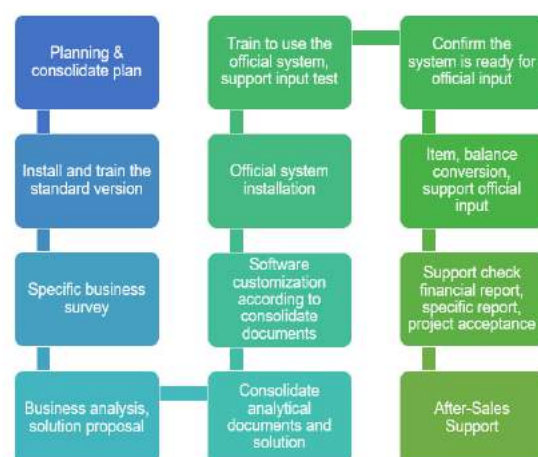 Planning &
consolidate plan
Install and train the
standard version
Specific business
survey
Business analysis,
solution proposal
Consolidate
analytical
documents and
solution
Software
customization
according to
consolidate
documents
Official system
installation
Train to use the
official system,
support input test
Confirm the
system is ready for
official input
Item, balance
conversion,
support official
input
Support check
financial report,
specific report,
project acceptance
After-Sales
Support